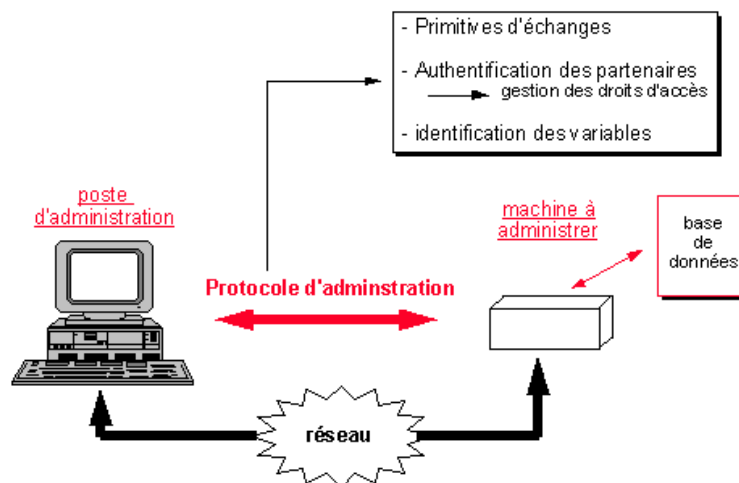 - Primitives d'échanges
- Authentification des partenaires
gestion des droits d'accès
- identification des variables
poste
d'administration
machine à
administrer
base
de
données
Protocole d'adminstration
réseau